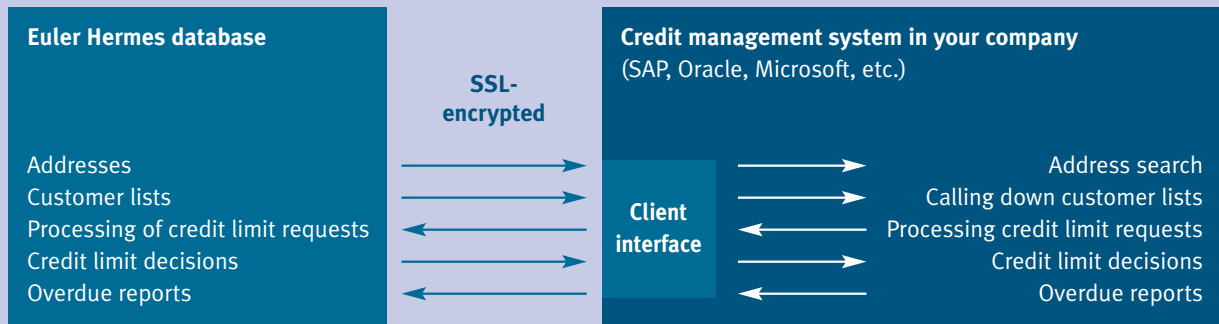 Euler Hermes database
Addresses
Customer lists
Processing of credit limit requests
Credit limit decisions
Overdue reports
SSL-
encrypted
Credit management system in your company
(SAP, Oracle, Microsoft, etc.)
Client
interface
Address search
Calling down customer lists
Processing credit limit requests
Credit limit decisions
Overdue reports